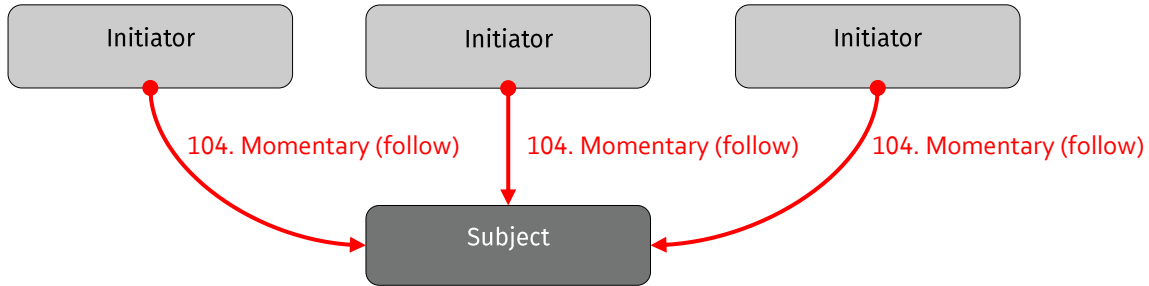 Initiator
Initiator
Initiator
104. Momentary (follow)
104. Momentary (follow)
104. Momentary (follow)
Subject